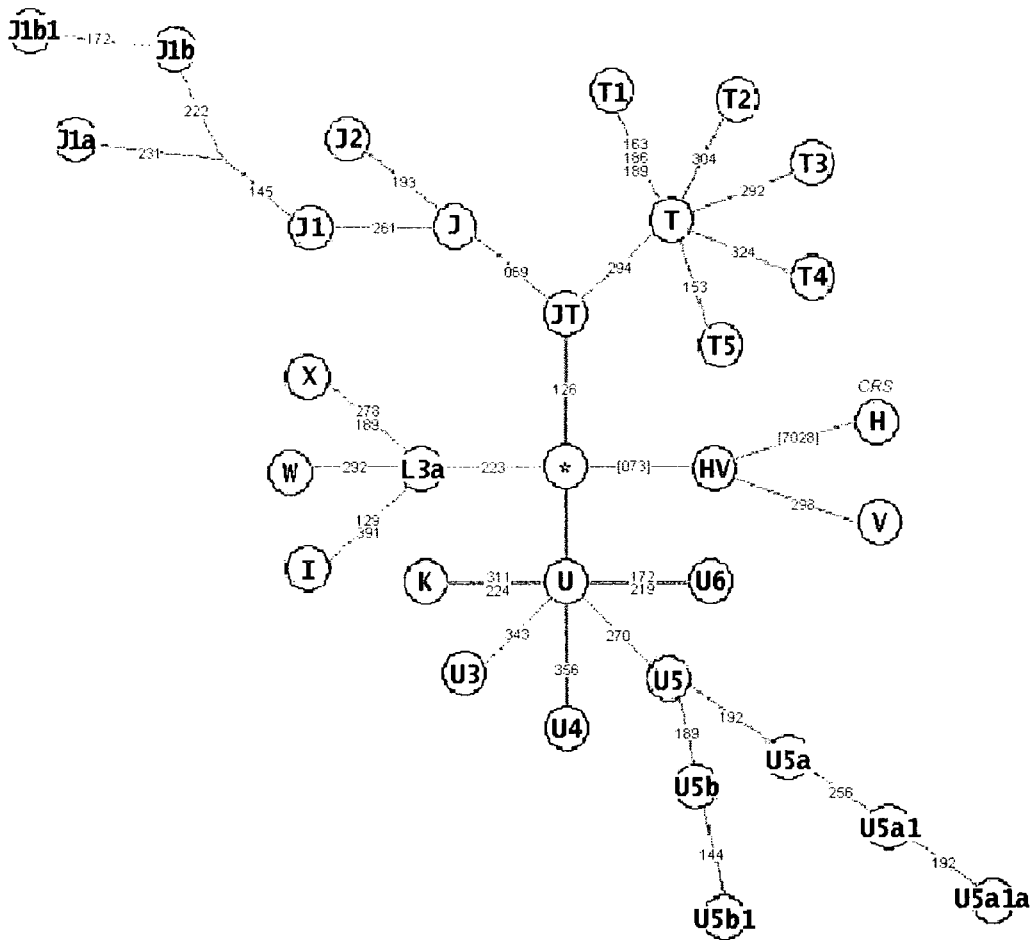 J1b1
172
J1b
222
J1a
231
145
J1
261
J2
193
J
069
T1
163
186
189
T2
304
T3
292
T
324
T4
153
T5
294
JT
126
X
278
189
W
292
L3a
223
*
[073]
HV
CRS
H
[7028]
298
V
129
391
I
K
311
224
U
172
219
U6
343
U3
356
U4
270
U5
192
U5a
189
U5b
256
U5a1
144
192
U5a1a
U5b1